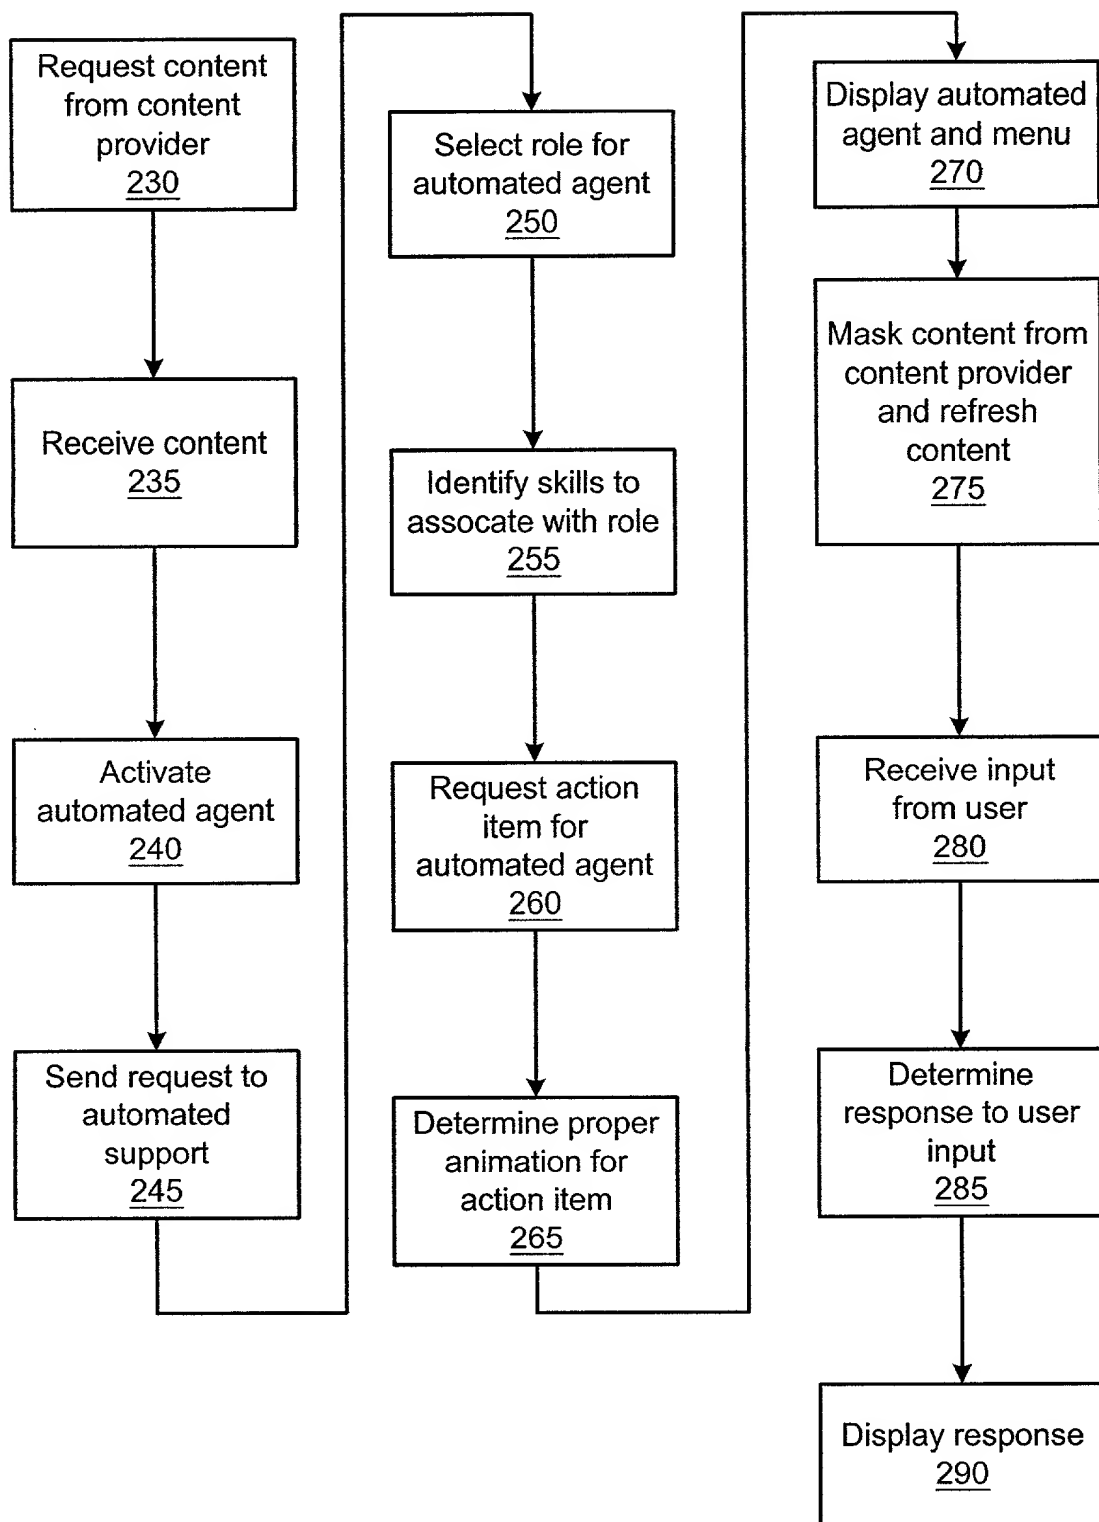 Request content
from content
provider
230
Receive content
235
Activate
automated agent
240
Send request to
automated
support
245
Select role for
automated agent
250
Identify skills to
assocate with role
255
Request action
item for
automated agent
260
Determine proper
animation for
action item
265
Display automated
agent and menu
270
Mask content from
content provider
and refresh
content
275
Receive input
from user
280
Determine
response to user
input
285
Display response
290